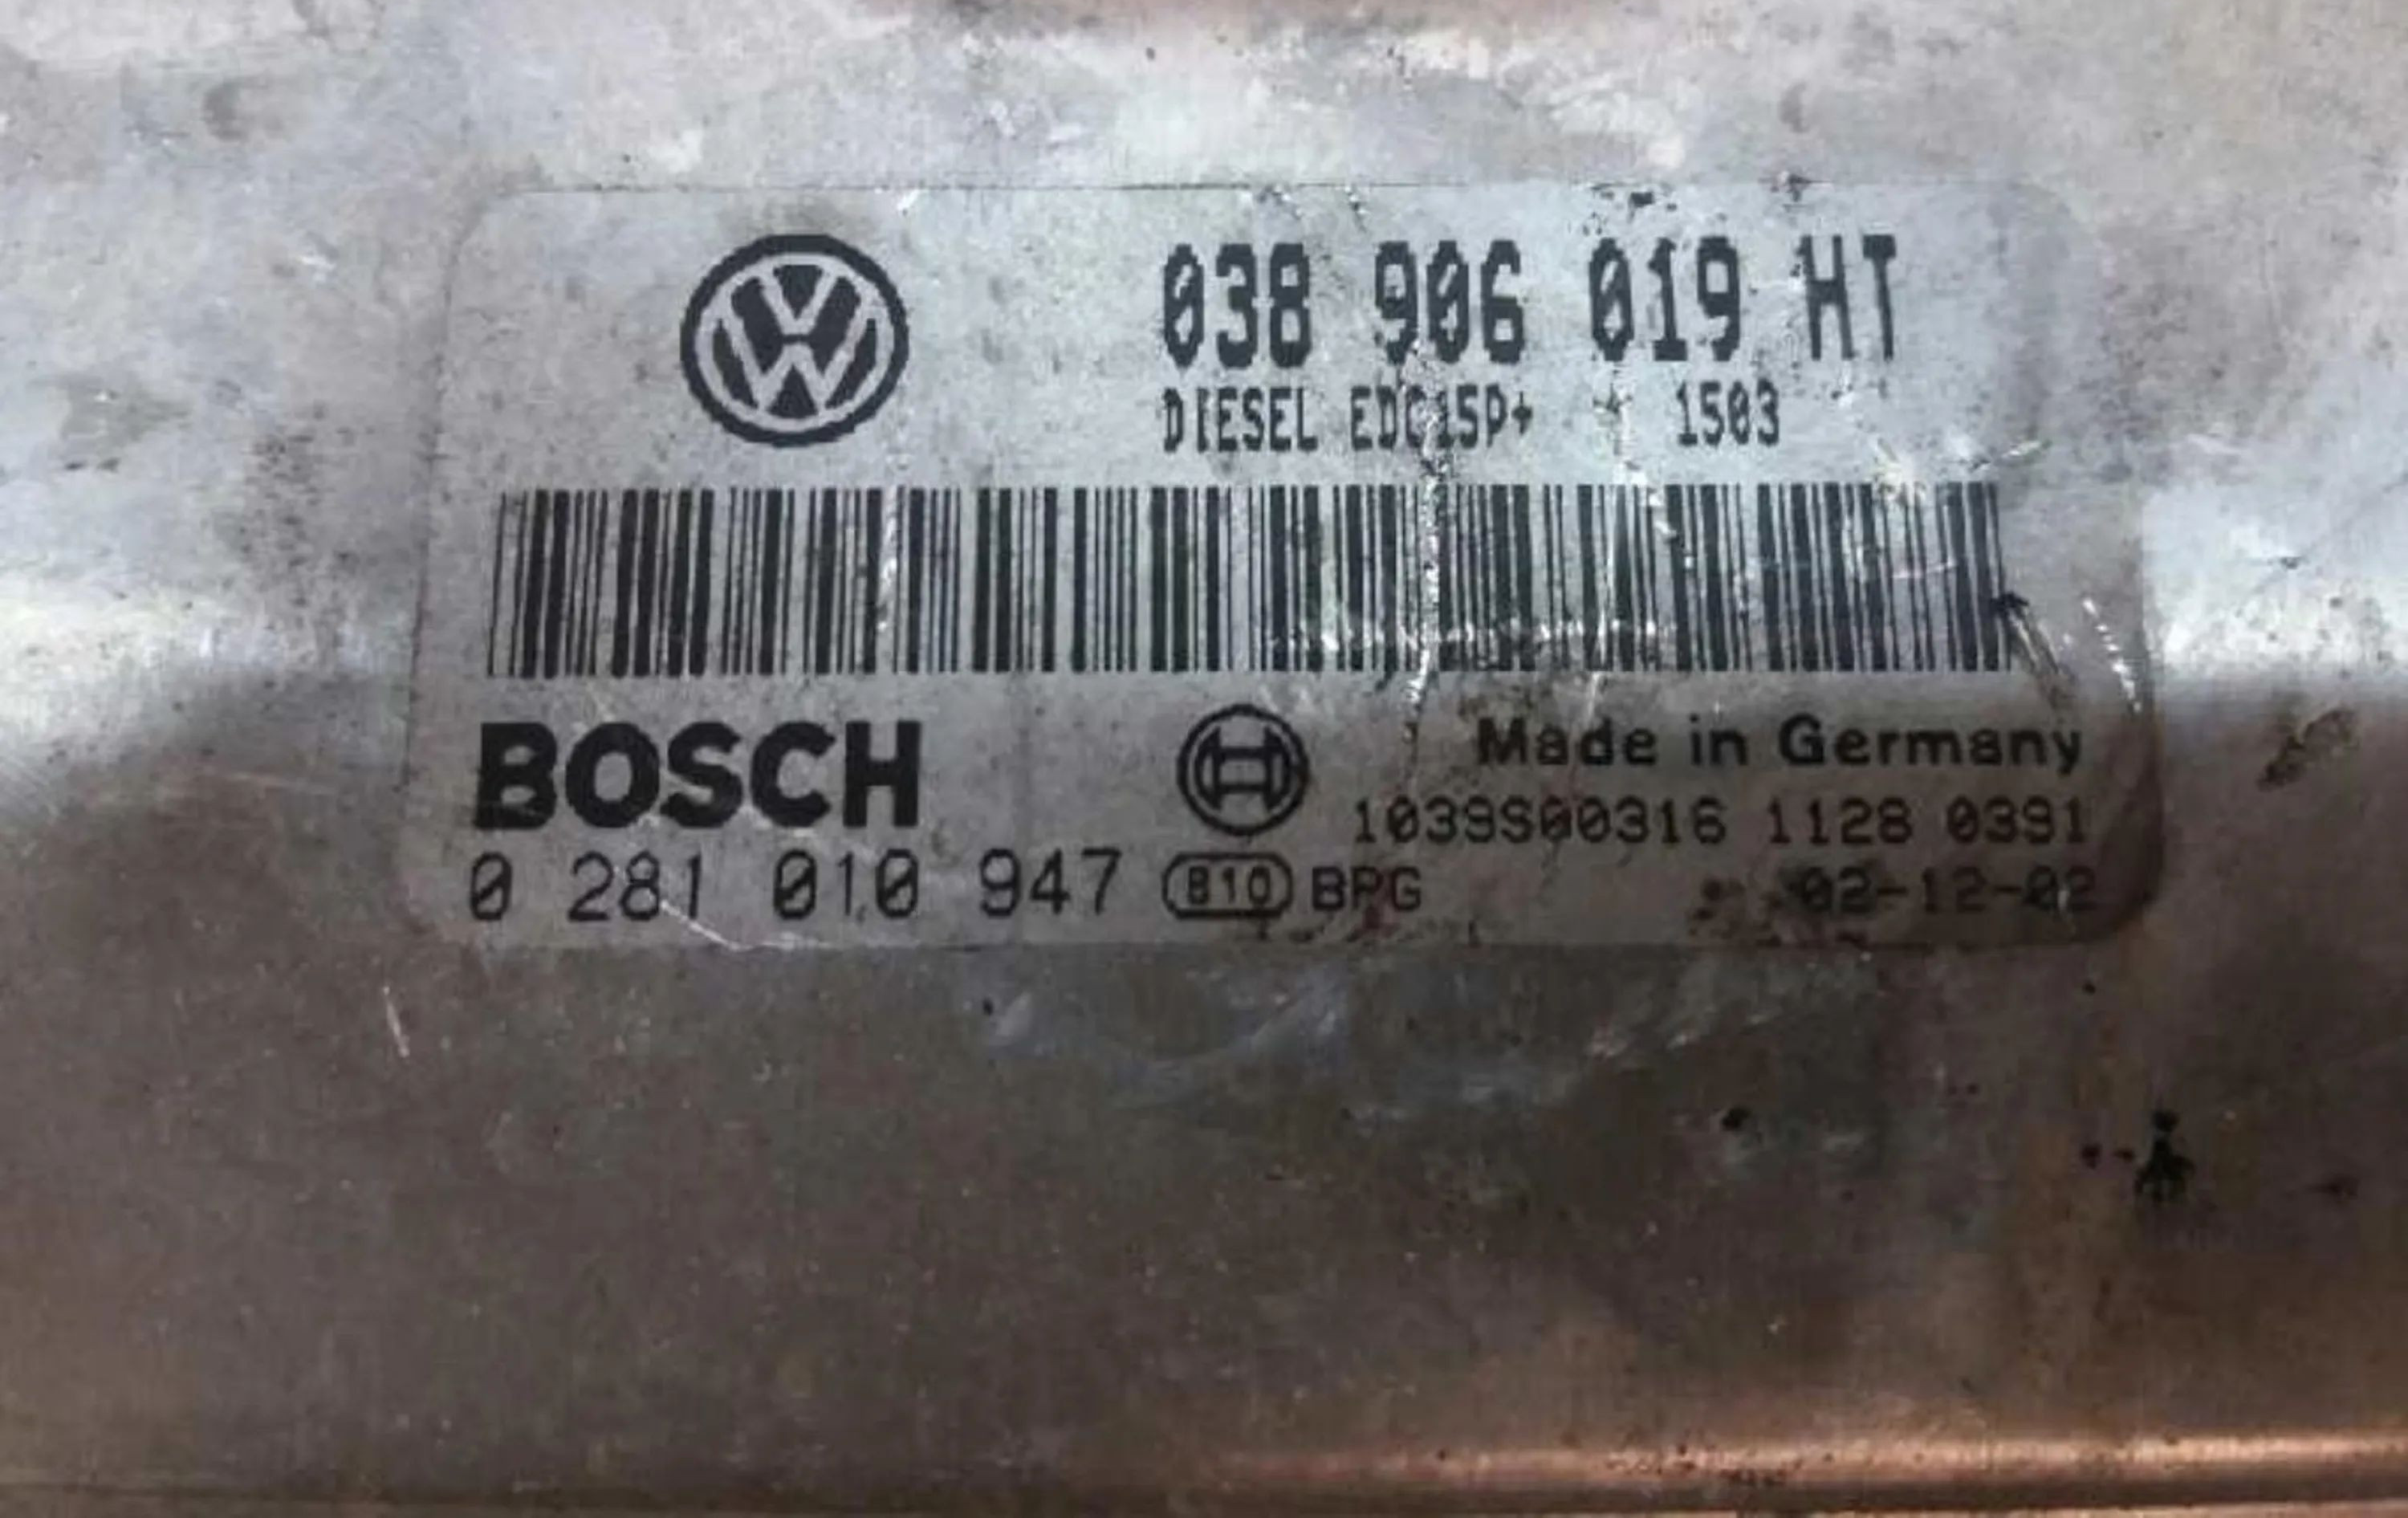 038 906 019 HT
DIESEL EDC15P+ 1503
BOSCH
Made in Germany
1039S00316 1128 0391
0 281 010 947 810 BPG 02-12-02